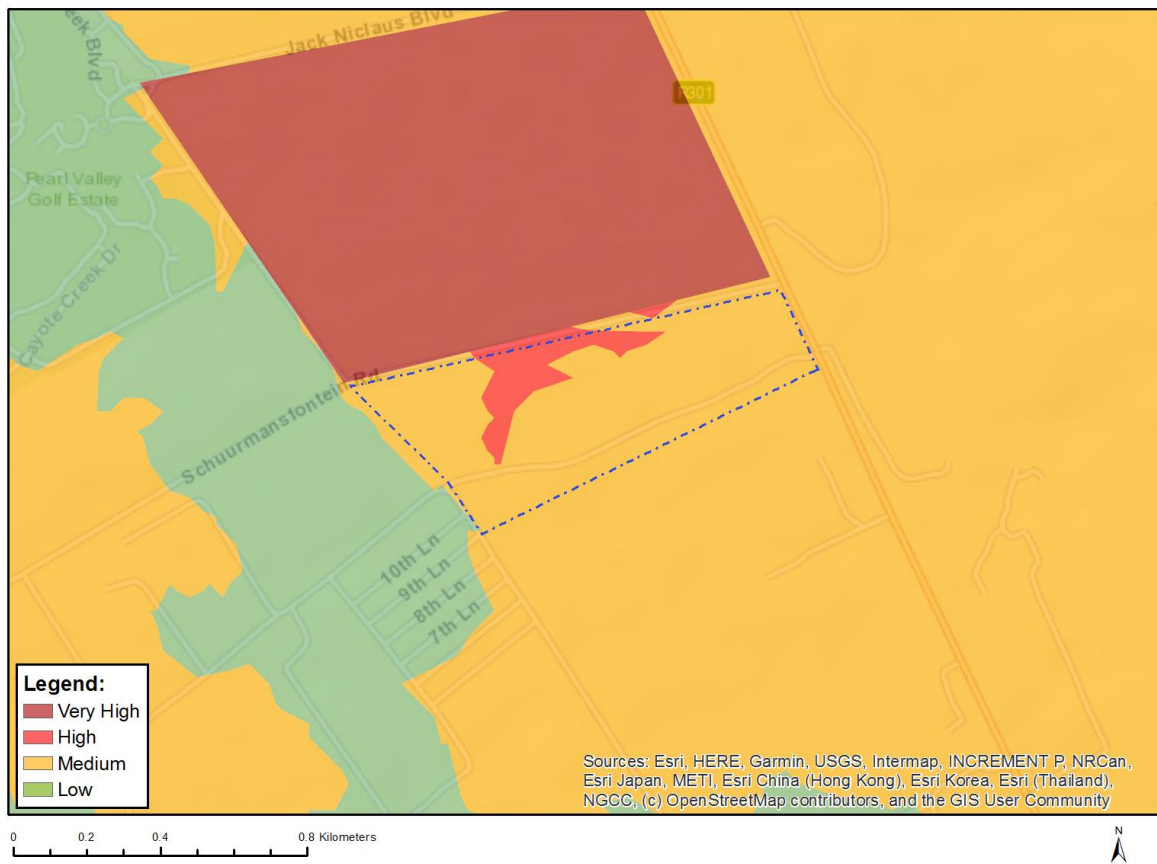 eek Blvd
Jack Niclaus Blvd
R301
Pearl Valley
Golf Estate
Cayote Creek Dr
Schuurmansfontein Rd
10th Ln
9th Ln
8th Ln
7th Ln
Legend:
Very High
High
Medium
Low
Sources: Esri, HERE, Garmin, USGS, Intermap, INCREMENT P, NRCan,
Esri Japan, METI, Esri China (Hong Kong), Esri Korea, Esri (Thailand),
NGCC, (c) OpenStreetMap contributors, and the GIS User Community
0 0.2 0.4 0.8 Kilometers
N